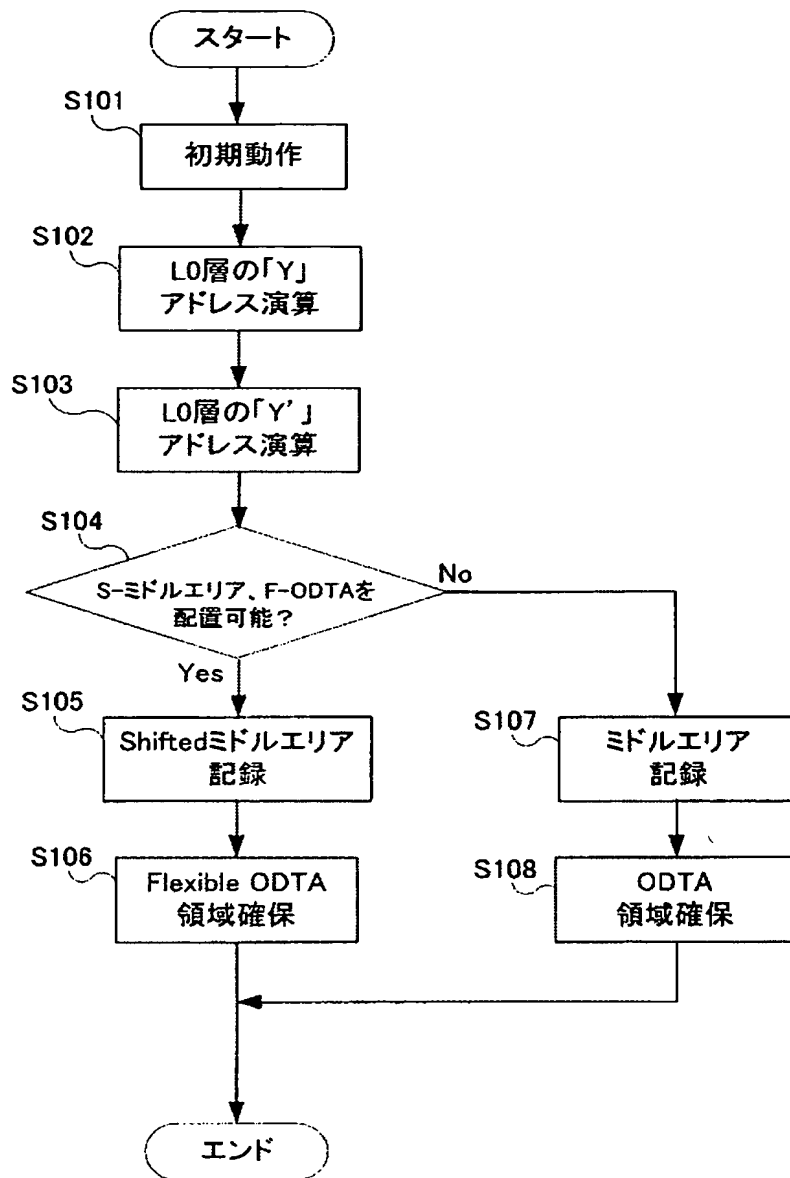 スタート
S101
初期動作
S102
L0層の「Y」
アドレス演算
S103
L0層の「Y'」
アドレス演算
S104
S-ミドルエリア、F-ODTAを
配置可能？
No
Yes
S105
Shiftedミドルエリア
記録
S107
ミドルエリア
記録
S106
Flexible ODTA
領域確保
S108
ODTA
領域確保
エンド